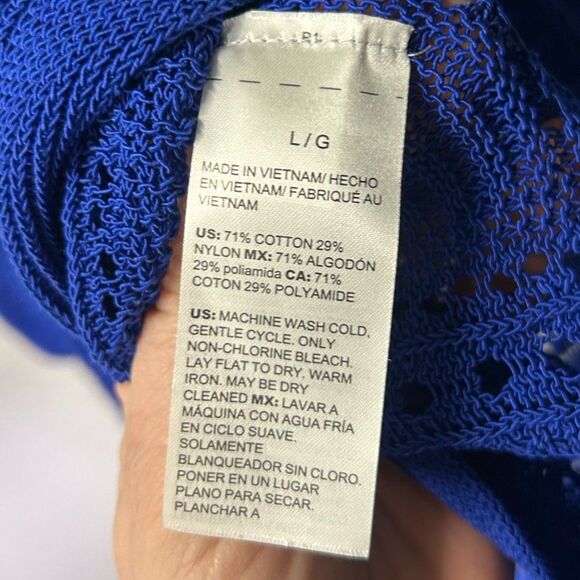 L / G
MADE IN VIETNAM/ HECHO
EN VIETNAM/ FABRIQUÉ AU
VIETNAM
US: 71% COTTON 29%
NYLON MX: 71% ALGODÓN
29% poliamida CA: 71%
COTON 29% POLYAMIDE
US: MACHINE WASH COLD,
GENTLE CYCLE. ONLY
NON-CHLORINE BLEACH.
LAY FLAT TO DRY. WARM
IRON. MAY BE DRY
CLEANED MX: LAVAR A
MÁQUINA CON AGUA FRÍA
EN CICLO SUAVE.
SOLAMENTE
BLANQUEADOR SIN CLORO.
PONER EN UN LUGAR
PLANO PARA SECAR.
PLANCHAR A